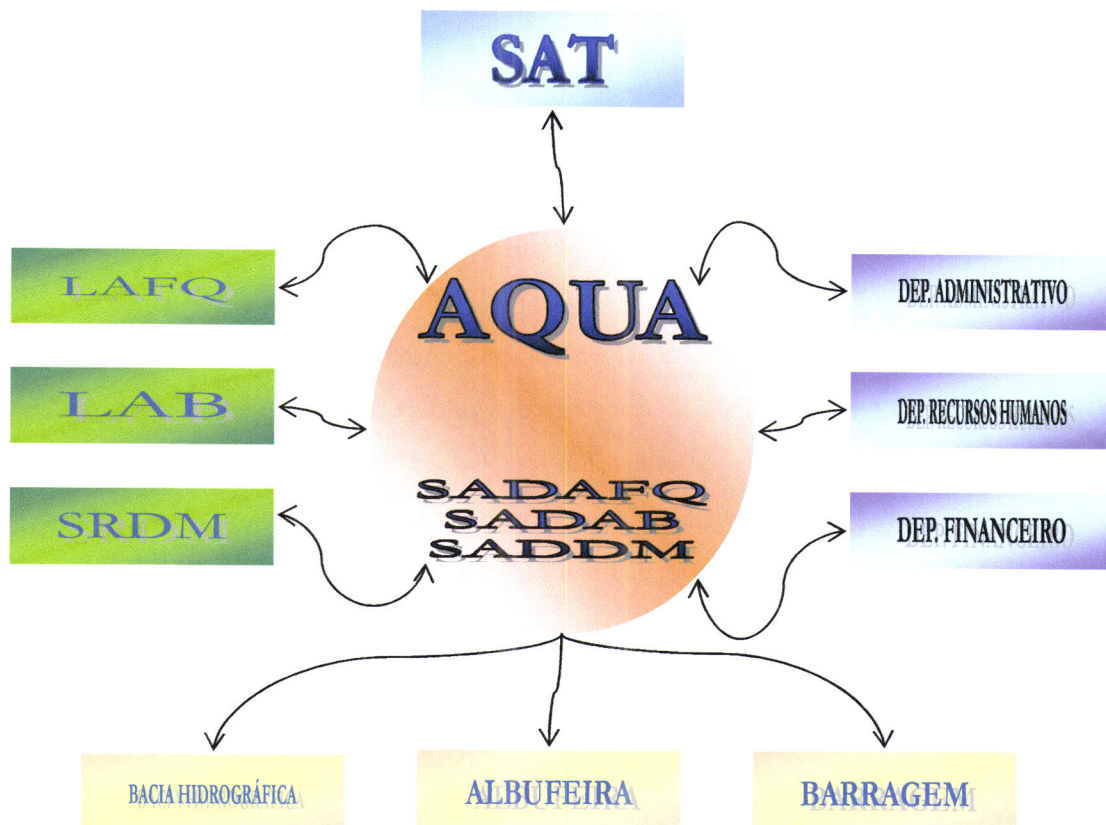 SAT
LAFQ
LAB
SRDM
AQUA
SADAFQ
SADAB
SADDM
DEP. ADMINISTRATIVO
DEP. RECURSOS HUMANOS
DEP. FINANCEIRO
BACIA HIDROGRÁFICA
ALBUFEIRA
BARRAGEM